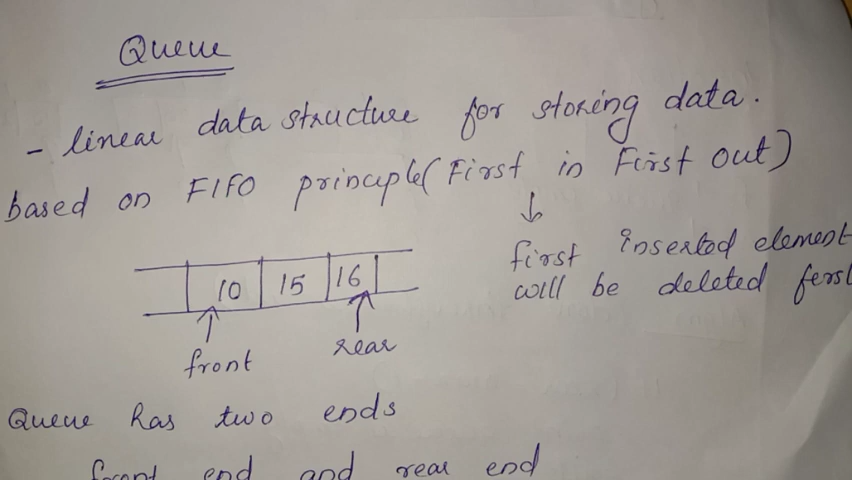 Queue
- linear data structure for storing data.
based on FIFO principle (First in First out)
↓
first inserted element
will be deleted first
10 15 16
front rear
Queue has two ends
front end and rear end